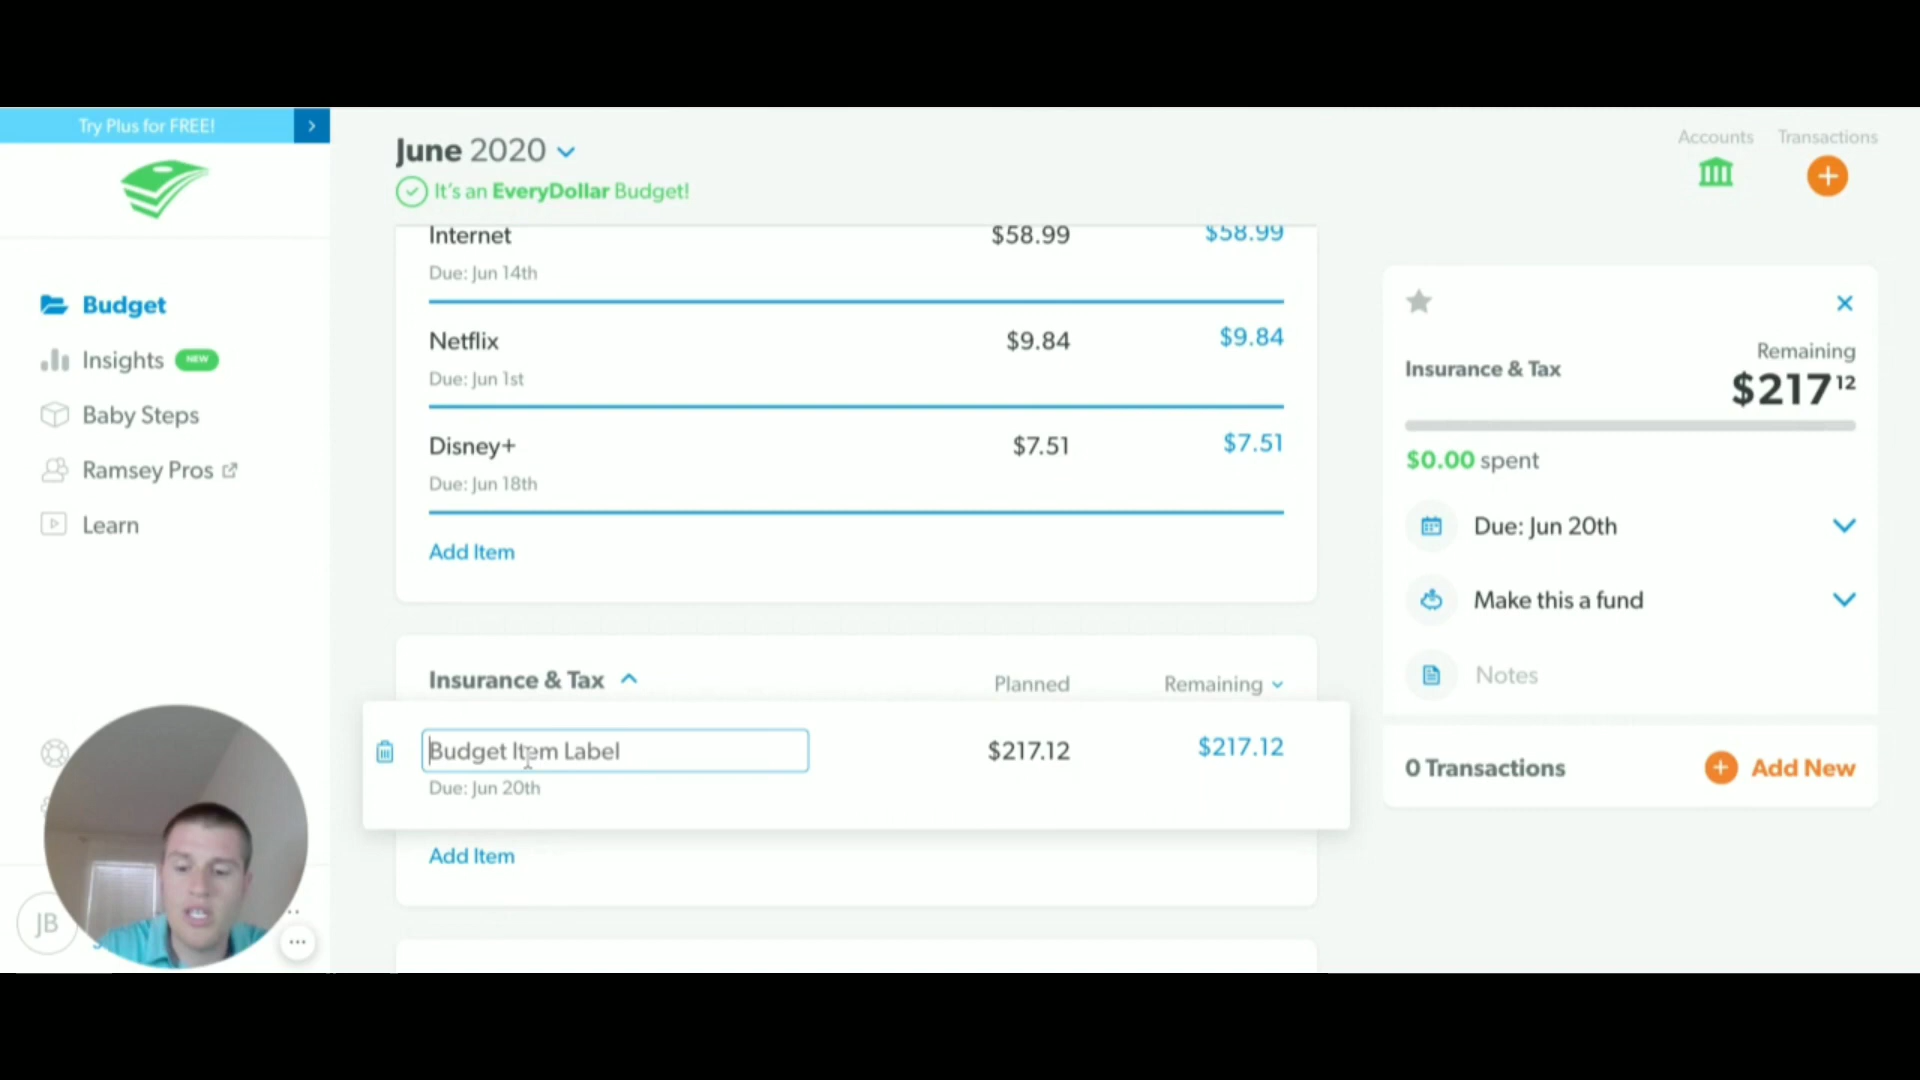 Try Plus for FREE!
Budget
Insights NEW
Baby Steps
Ramsey Pros
Learn
JB
June 2020
It's an EveryDollar Budget!
Accounts
Transactions
Internet $58.99 $58.99
Due: Jun 14th
Netflix $9.84 $9.84
Due: Jun 1st
Disney+ $7.51 $7.51
Due: Jun 18th
Add Item
Insurance & Tax Planned Remaining
Budget Item Label $217.12 $217.12
Due: Jun 20th
Add Item
Remaining
Insurance & Tax $217 12
$0.00 spent
Due: Jun 20th
Make this a fund
Notes
0 Transactions Add New